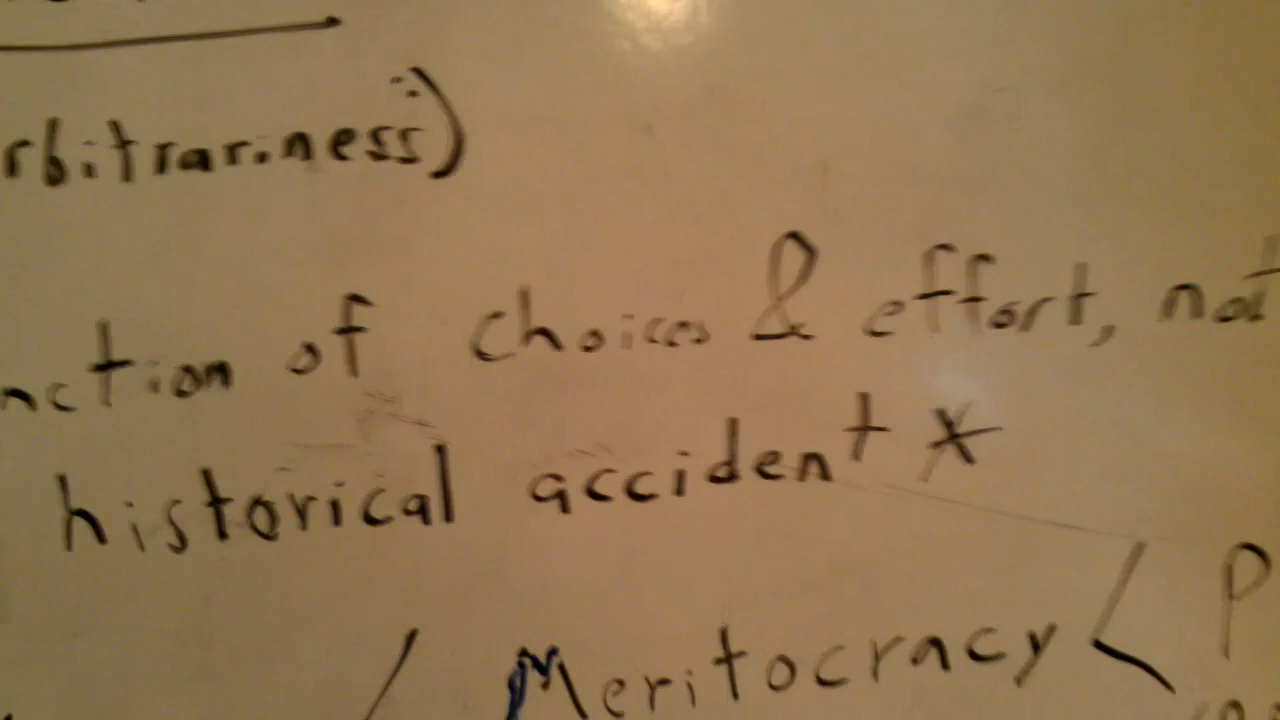 rbitrariness)
nction of choices & effort, not
historical accident *
/ Meritocracy < P